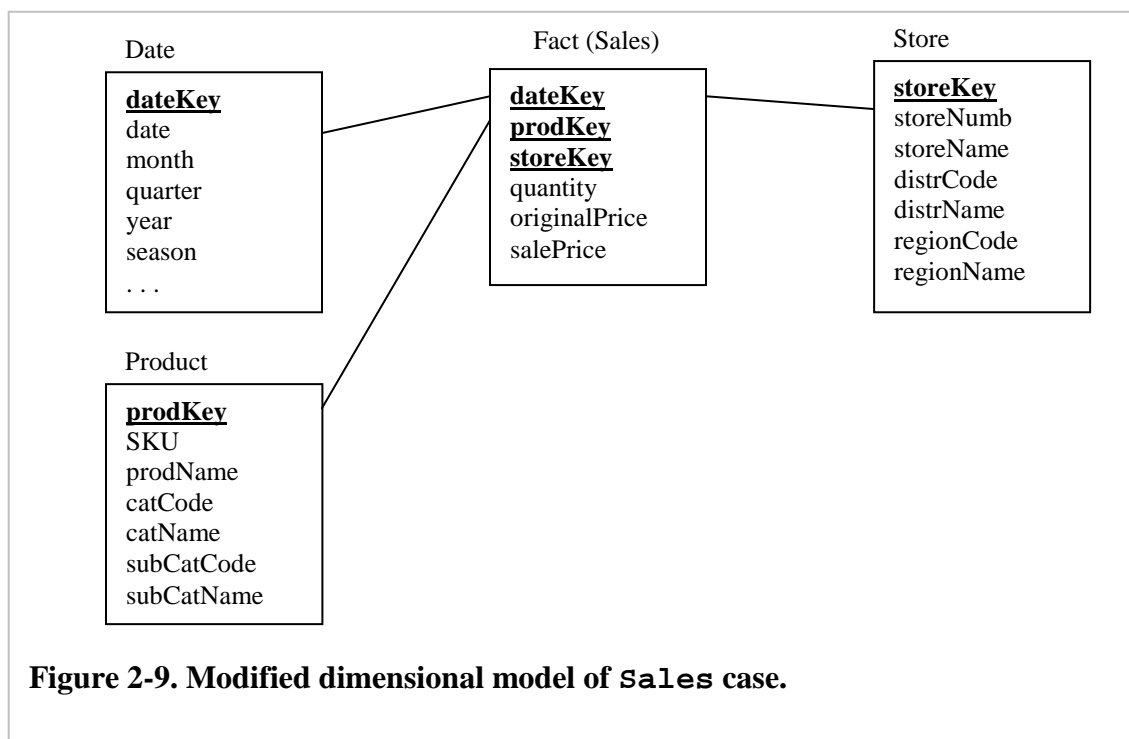 Date
dateKey
date
month
quarter
year
season
. . .
Fact (Sales)
dateKey
prodKey
storeKey
quantity
originalPrice
salePrice
Store
storeKey
storeNumb
storeName
distrCode
distrName
regionCode
regionName
Product
prodKey
SKU
prodName
catCode
catName
subCatCode
subCatName
Figure 2-9. Modified dimensional model of Sales case.